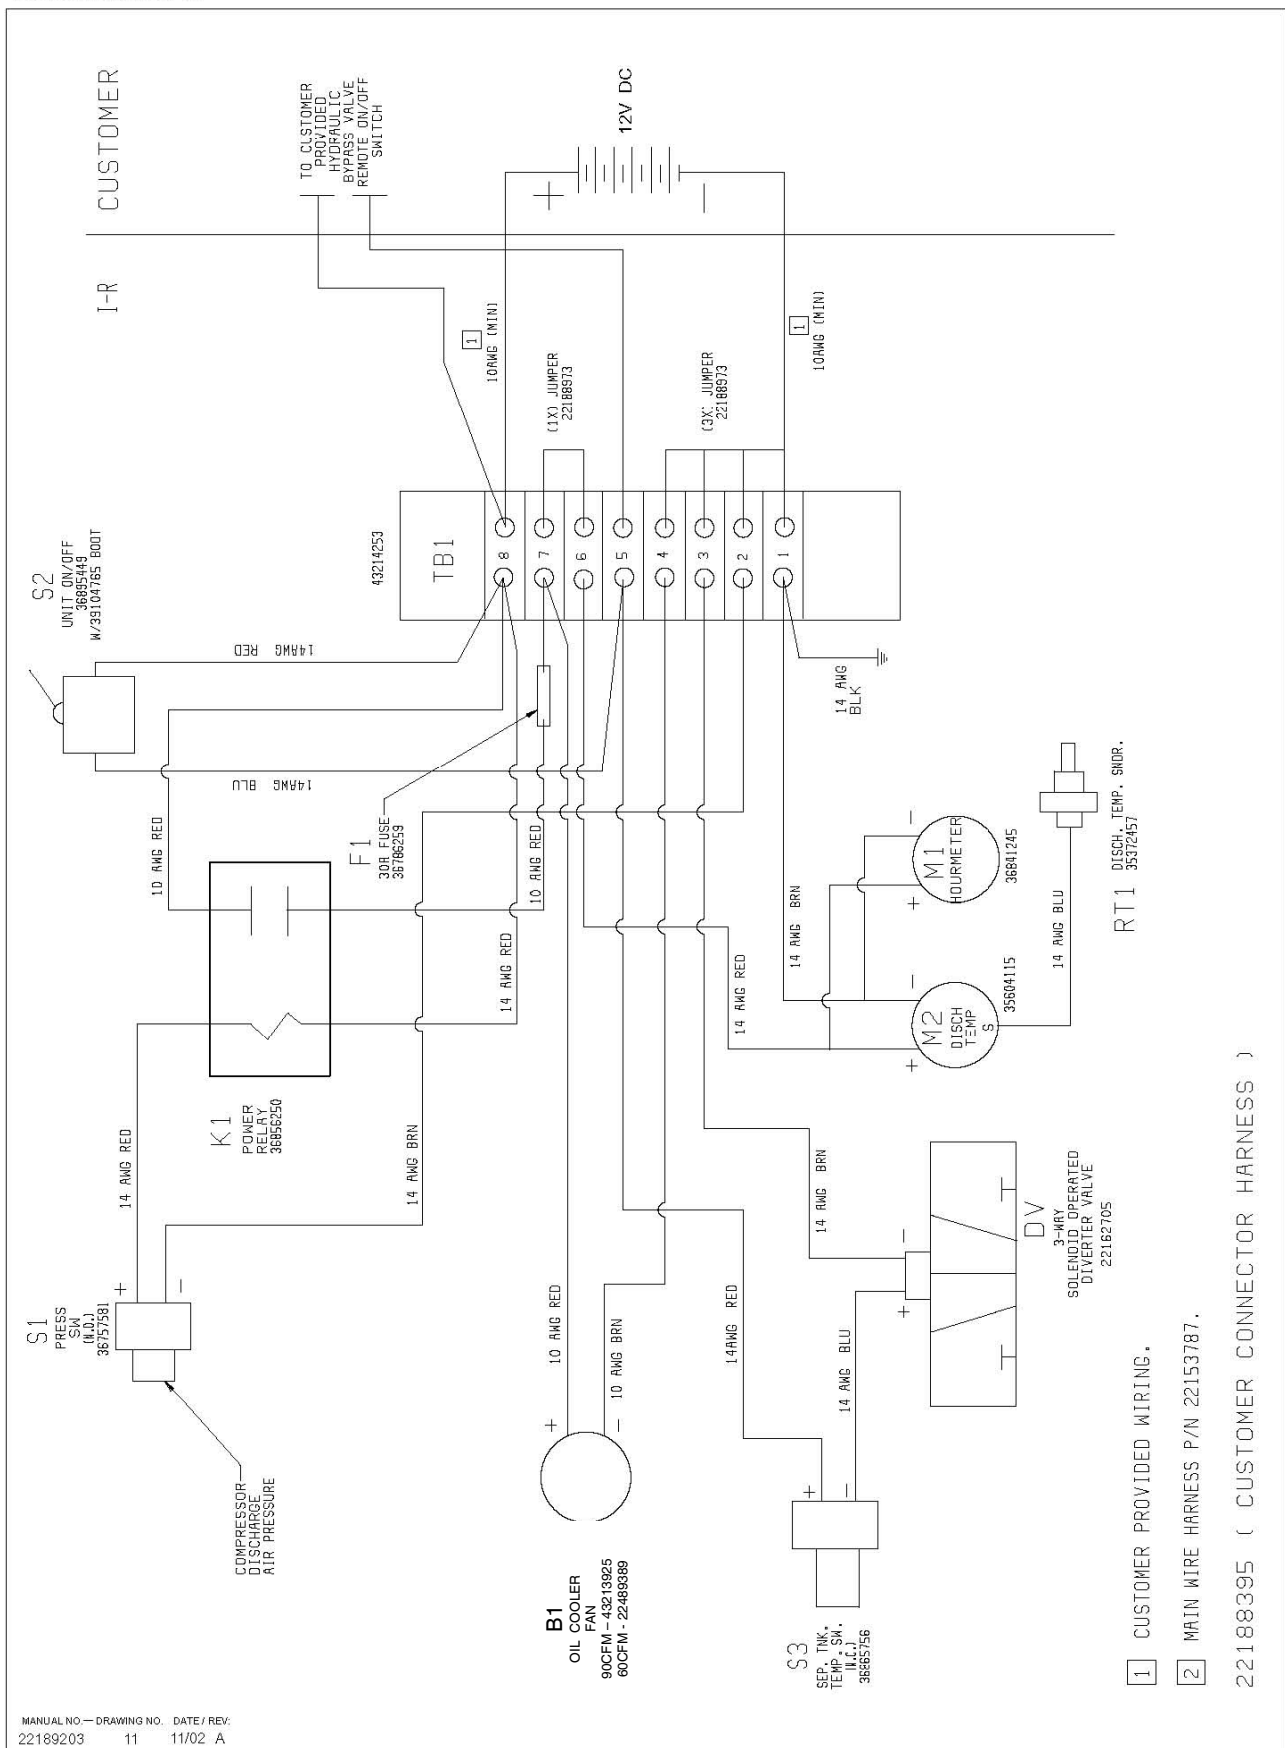 CUSTOMER
I-R
TO CLSTOMER
PROVIDED
HYDRAULIC
BYPASS VALVE
REMOTE ON/OFF
SWITCH
12V DC
+
−
1
10AWG (MIN)
1
10AWG (MIN)
(1X) JUMPER
22188973
(3X) JUMPER
22188973
S2
UNIT ON/OFF
36895449
W/39104765 BOOT
43214253
TB1
8
7
6
5
4
3
2
1
14AWG RED
14AWG BLU
14 AWG
BLK
10 AWG RED
F1
30A FUSE
36786259
10 AWG RED
14 AWG RED
K1
POWER
RELAY
36856250
14 AWG RED
14 AWG BRN
S1
PRESS
SW
(N.O.)
36757581
+
−
COMPRESSOR
DISCHARGE
AIR PRESSURE
14 AWG BRN
14 AWG RED
M1
HOURMETER
36841245
+
−
M2
DISCH
TEMP
S
35604115
+
−
14 AWG BLU
RT1
DISCH. TEMP. SNDR.
35372457
B1
OIL COOLER
FAN
90CFM – 43213925
60CFM - 22489389
+
−
10 AWG RED
10 AWG BRN
14AWG RED
14 AWG BRN
14 AWG BLU
DV
3-WAY
SOLENOID OPERATED
DIVERTER VALVE
22162705
+
−
S3
SEP. TNK.
TEMP. SW.
(N.C.)
36865756
+
−
1 CUSTOMER PROVIDED WIRING.
2 MAIN WIRE HARNESS P/N 22153787.
22188395 ( CUSTOMER CONNECTOR HARNESS )
MANUAL NO.— DRAWING NO. DATE / REV:
22189203 11 11/02 A